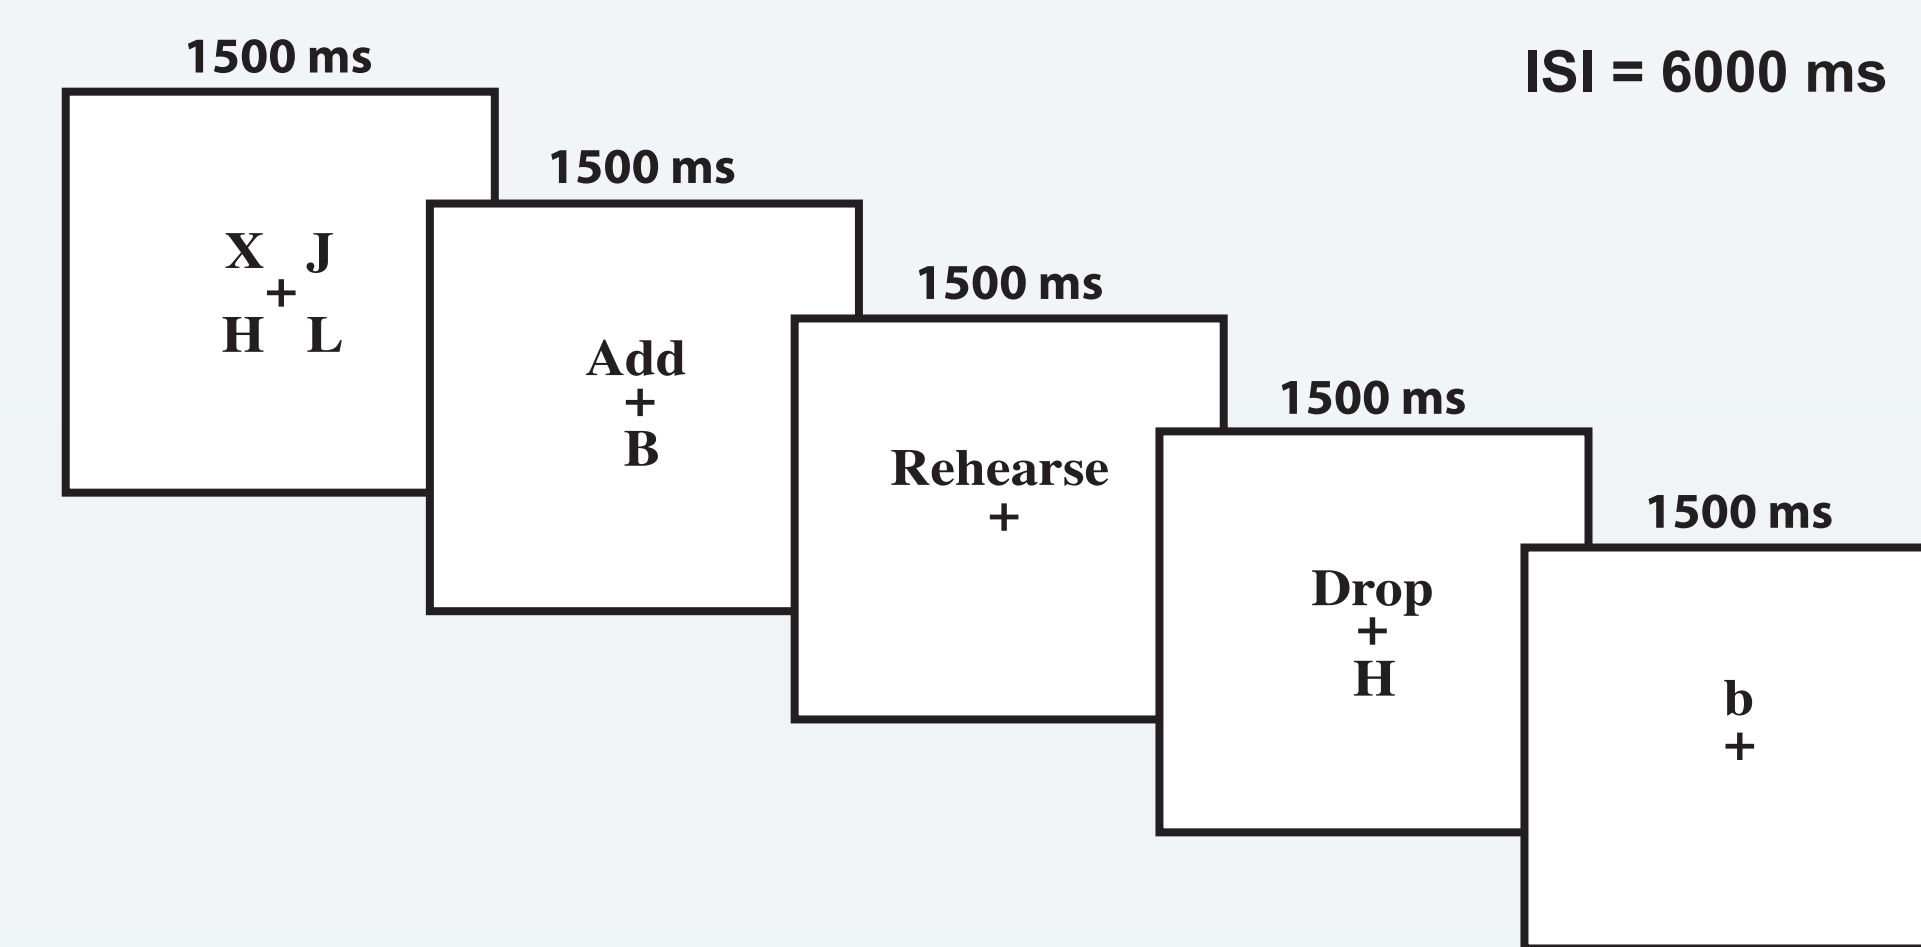 1500 ms
ISI = 6000 ms
X J
+
H L
1500 ms
Add
+
B
1500 ms
Rehearse
+
1500 ms
Drop
+
H
1500 ms
b
+